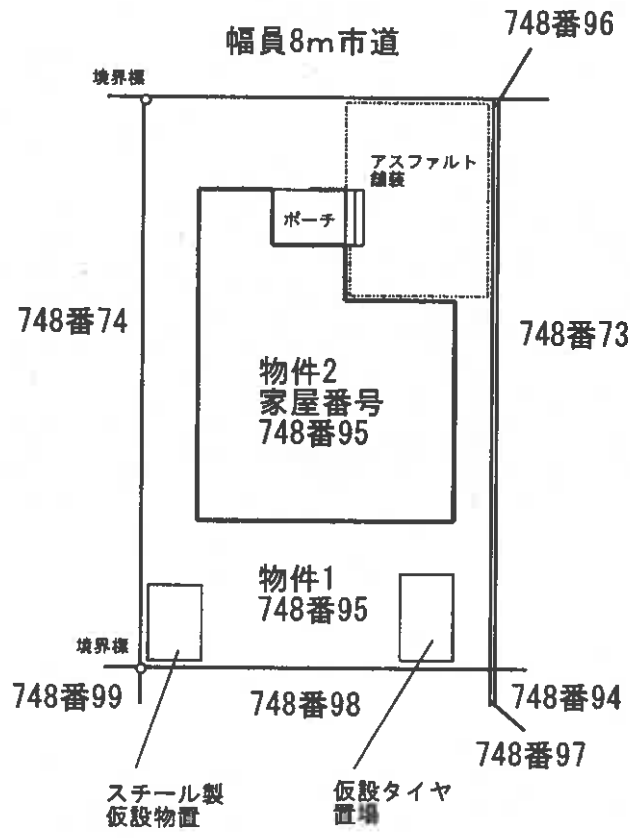 748番96
幅員8m市道
境界標
アスファルト
舗装
ポーチ
748番74
748番73
物件2
家屋番号
748番95
物件1
748番95
境界標
748番99
748番98
748番94
748番97
スチール製
仮設物置
仮設タイヤ
置場